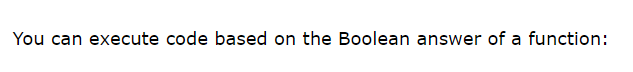 You can execute code based on the Boolean answer of a function: